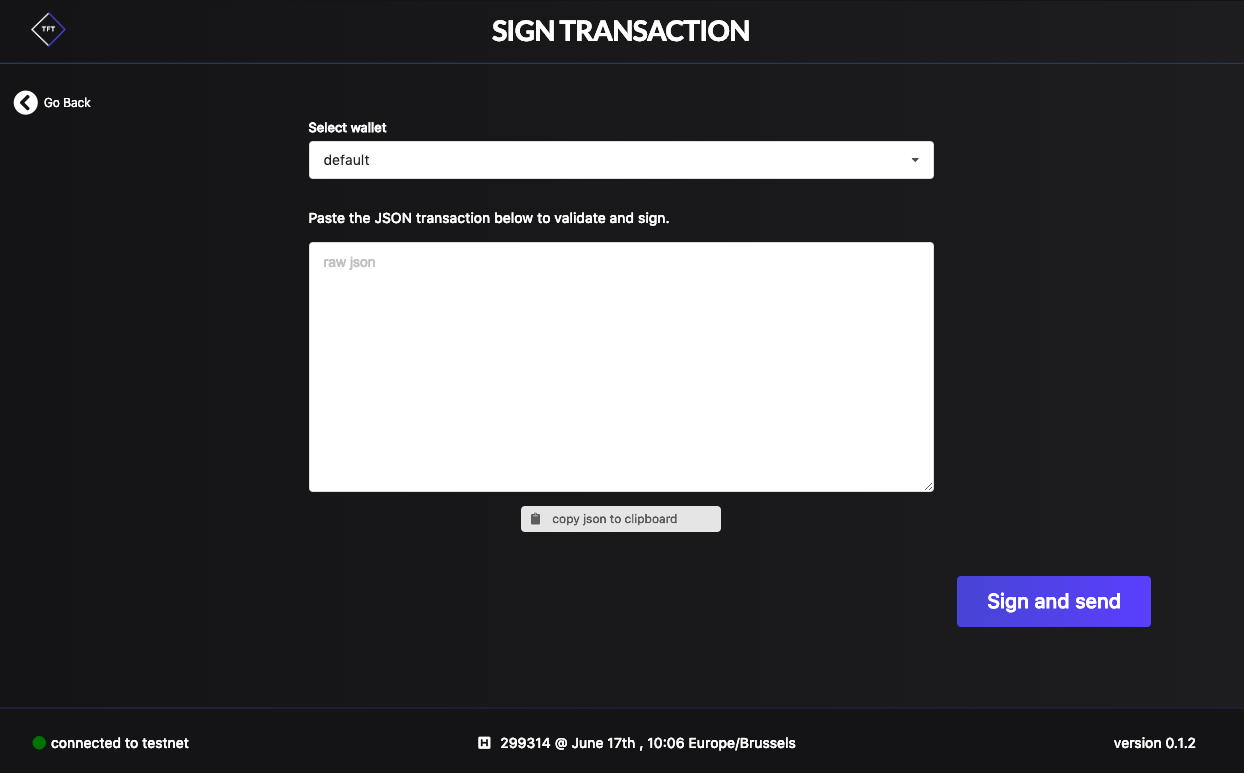 TFT
SIGN TRANSACTION
Go Back
Select wallet
default
Paste the JSON transaction below to validate and sign.
raw json
copy json to clipboard
Sign and send
connected to testnet
H 299314 @ June 17th , 10:06 Europe/Brussels
version 0.1.2